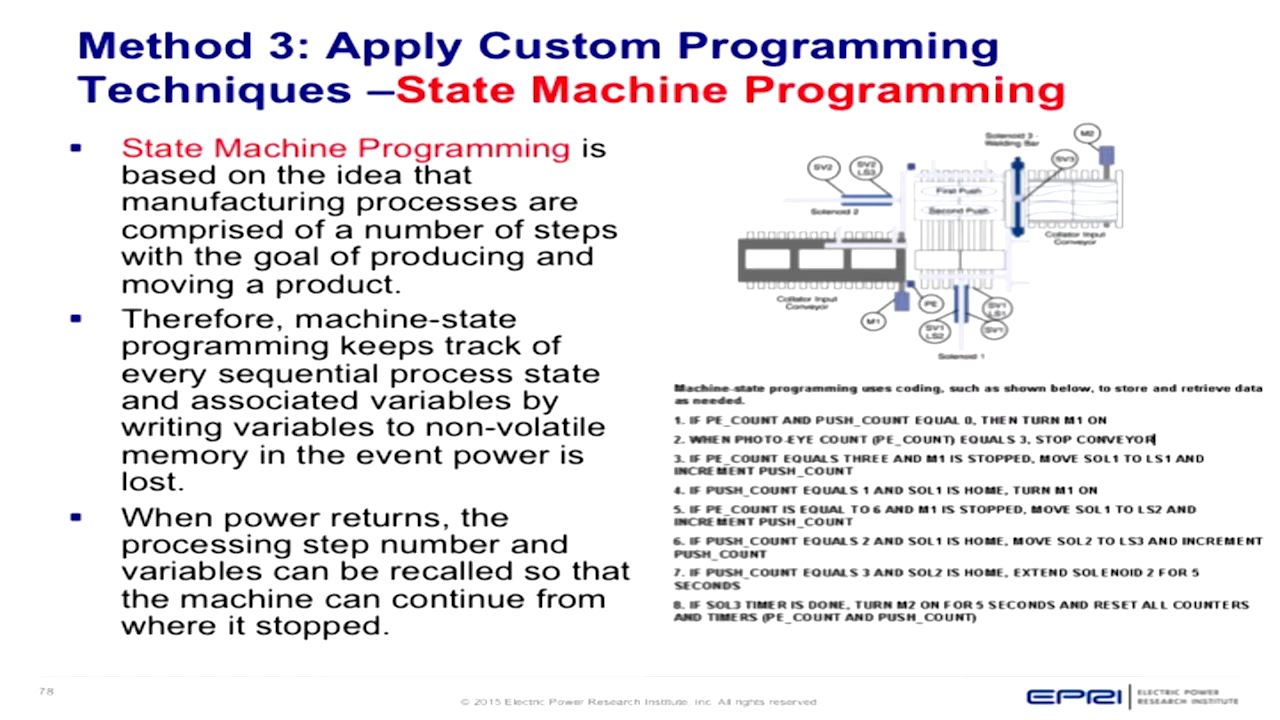 Method 3: Apply Custom Programming
Techniques –State Machine Programming
State Machine Programming is
based on the idea that
manufacturing processes are
comprised of a number of steps
with the goal of producing and
moving a product.
Therefore, machine-state
programming keeps track of
every sequential process state
and associated variables by
writing variables to non-volatile
memory in the event power is
lost.
When power returns, the
processing step number and
variables can be recalled so that
the machine can continue from
where it stopped.
Solenoid 3 -
Welding Bar
M2
SV2
SV2
LS3
SV3
First Push
Second Push
Solenoid 2
Collator Input
Conveyor
Collator Input
Conveyor
M1
PE
SV1
LS1
SV1
LS2
SV1
Solenoid 1
Machine-state programming uses coding, such as shown below, to store and retrieve data
as needed.
1. IF PE_COUNT AND PUSH_COUNT EQUAL 0, THEN TURN M1 ON
2. WHEN PHOTO-EYE COUNT (PE_COUNT) EQUALS 3, STOP CONVEYOR
3. IF PE_COUNT EQUALS THREE AND M1 IS STOPPED, MOVE SOL1 TO LS1 AND
INCREMENT PUSH_COUNT
4. IF PUSH_COUNT EQUALS 1 AND SOL1 IS HOME, TURN M1 ON
5. IF PE_COUNT IS EQUAL TO 6 AND M1 IS STOPPED, MOVE SOL1 TO LS2 AND
INCREMENT PUSH_COUNT
6. IF PUSH_COUNT EQUALS 2 AND SOL1 IS HOME, MOVE SOL2 TO LS3 AND INCREMENT
PUSH_COUNT
7. IF PUSH_COUNT EQUALS 3 AND SOL2 IS HOME, EXTEND SOLENOID 2 FOR 5
SECONDS
8. IF SOL3 TIMER IS DONE, TURN M2 ON FOR 5 SECONDS AND RESET ALL COUNTERS
AND TIMERS (PE_COUNT AND PUSH_COUNT)
78
© 2015 Electric Power Research Institute, Inc. All rights reserved.
EPRI
ELECTRIC POWER
RESEARCH INSTITUTE